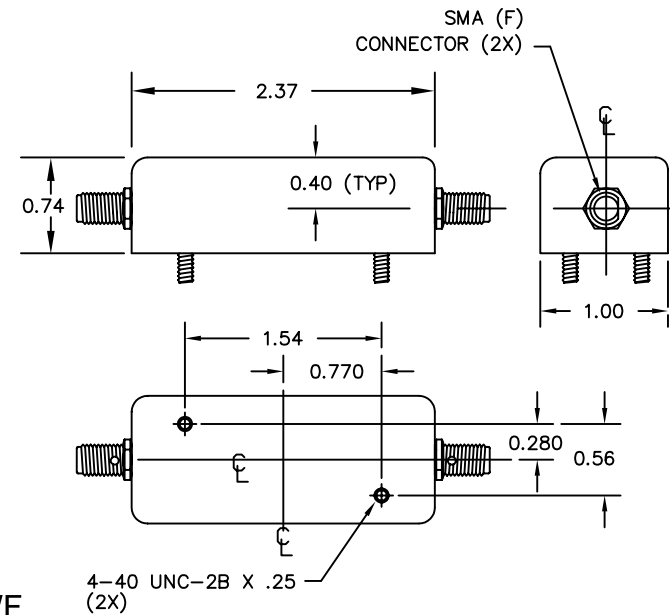 SMA (F)
CONNECTOR (2X)
2.37
0.40 (TYP)
0.74
1.00
1.54
0.770
0.280
0.56
4-40 UNC-2B X .25
(2X)